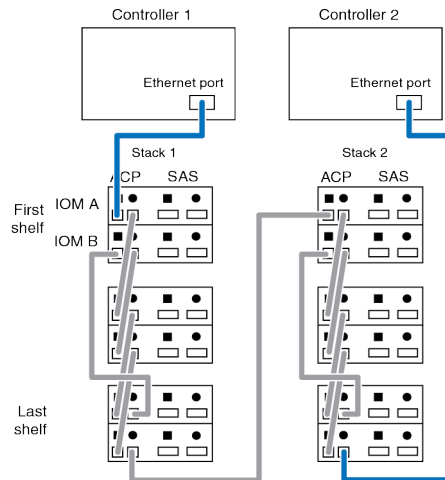 Controller 1
Controller 2
Ethernet port
Ethernet port
Stack 1
Stack 2
ACP SAS
ACP SAS
First shelf
IOM A
IOM B
Last shelf